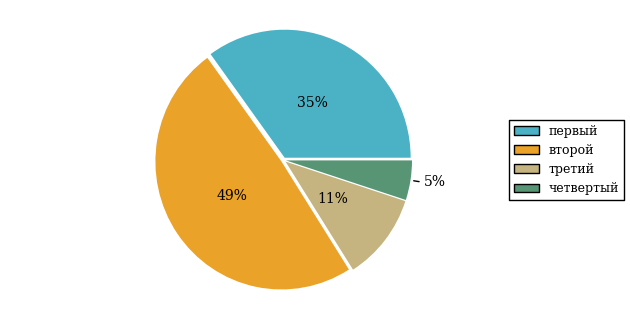 35%
49%
11%
5%
первый
второй
третий
четвертый